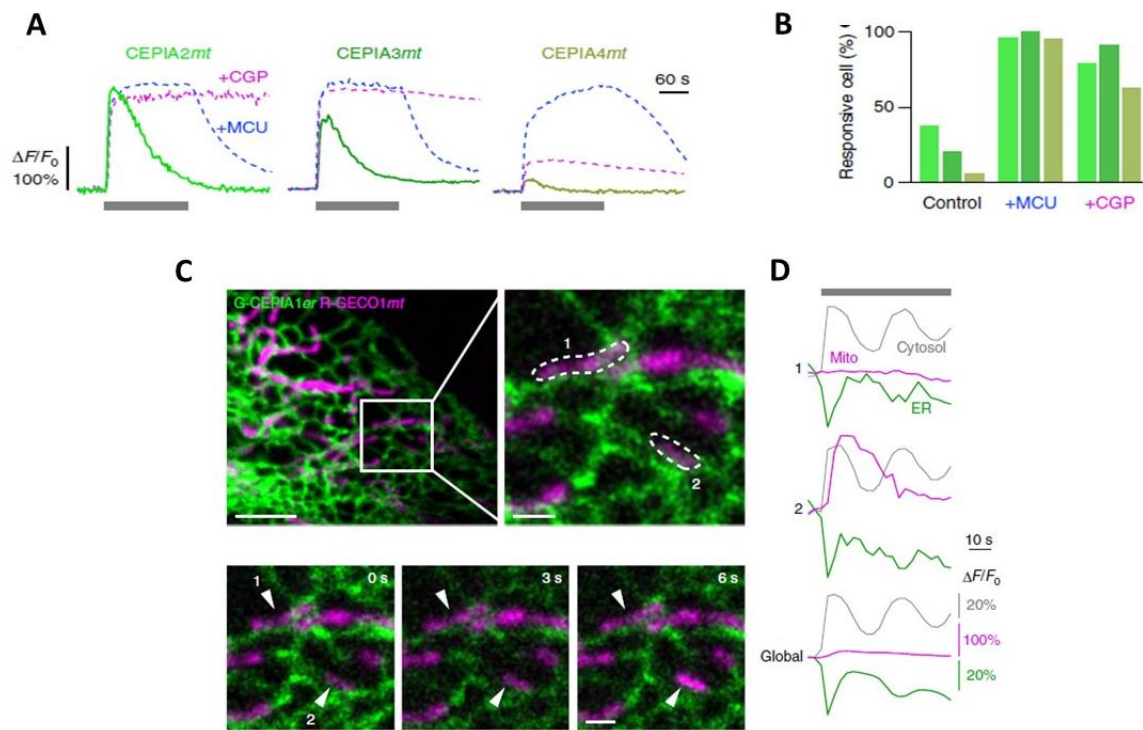 A
CEPIA2mt
CEPIA3mt
CEPIA4mt
+CGP
+MCU
60 s
ΔF/F₀
100%
B
Responsive cell (%)
100
50
0
Control
+MCU
+CGP
C
G-CEPIA1er R-GECO1mt
1
2
1
0 s
3 s
6 s
2
D
Cytosol
Mito
1
ER
2
10 s
ΔF/F₀
20%
100%
Global
20%